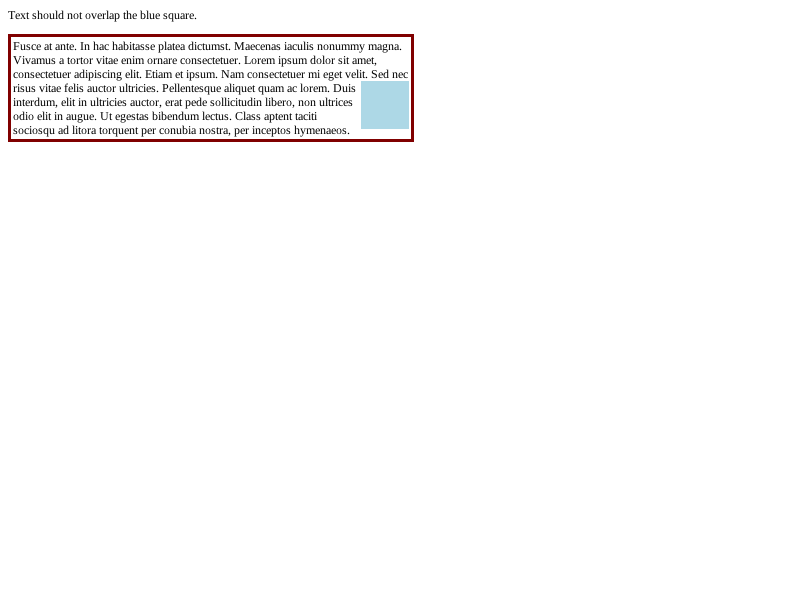 Text should not overlap the blue square.
Fusce at ante. In hac habitasse platea dictumst. Maecenas iaculis nonummy magna.
Vivamus a tortor vitae enim ornare consectetuer. Lorem ipsum dolor sit amet,
consectetuer adipiscing elit. Etiam et ipsum. Nam consectetuer mi eget velit. Sed nec
risus vitae felis auctor ultricies. Pellentesque aliquet quam ac lorem. Duis
interdum, elit in ultricies auctor, erat pede sollicitudin libero, non ultrices
odio elit in augue. Ut egestas bibendum lectus. Class aptent taciti
sociosqu ad litora torquent per conubia nostra, per inceptos hymenaeos.